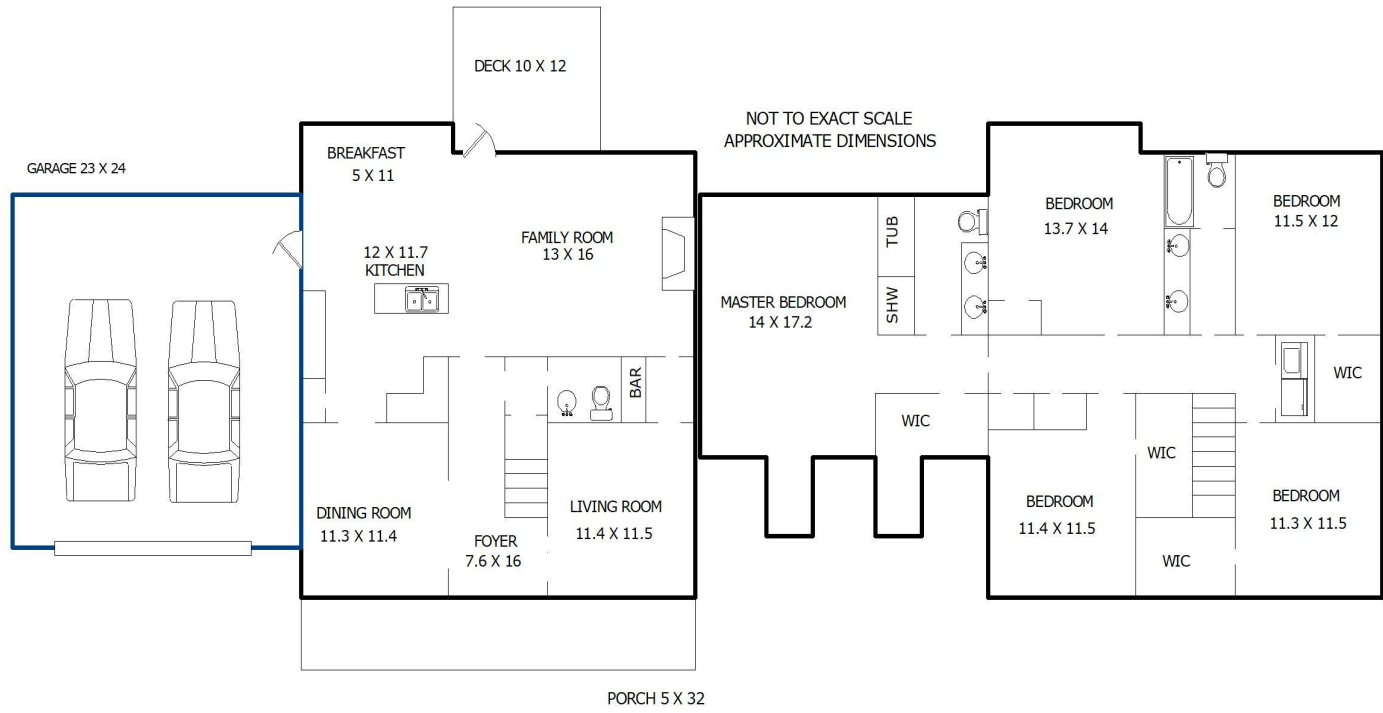 DECK 10 X 12
NOT TO EXACT SCALE
APPROXIMATE DIMENSIONS
GARAGE 23 X 24
BREAKFAST
5 X 11
FAMILY ROOM
13 X 16
12 X 11.7
KITCHEN
BAR
DINING ROOM
11.3 X 11.4
FOYER
7.6 X 16
LIVING ROOM
11.4 X 11.5
PORCH 5 X 32
MASTER BEDROOM
14 X 17.2
TUB
SHW
BEDROOM
13.7 X 14
BEDROOM
11.5 X 12
WIC
WIC
WIC
BEDROOM
11.4 X 11.5
WIC
BEDROOM
11.3 X 11.5